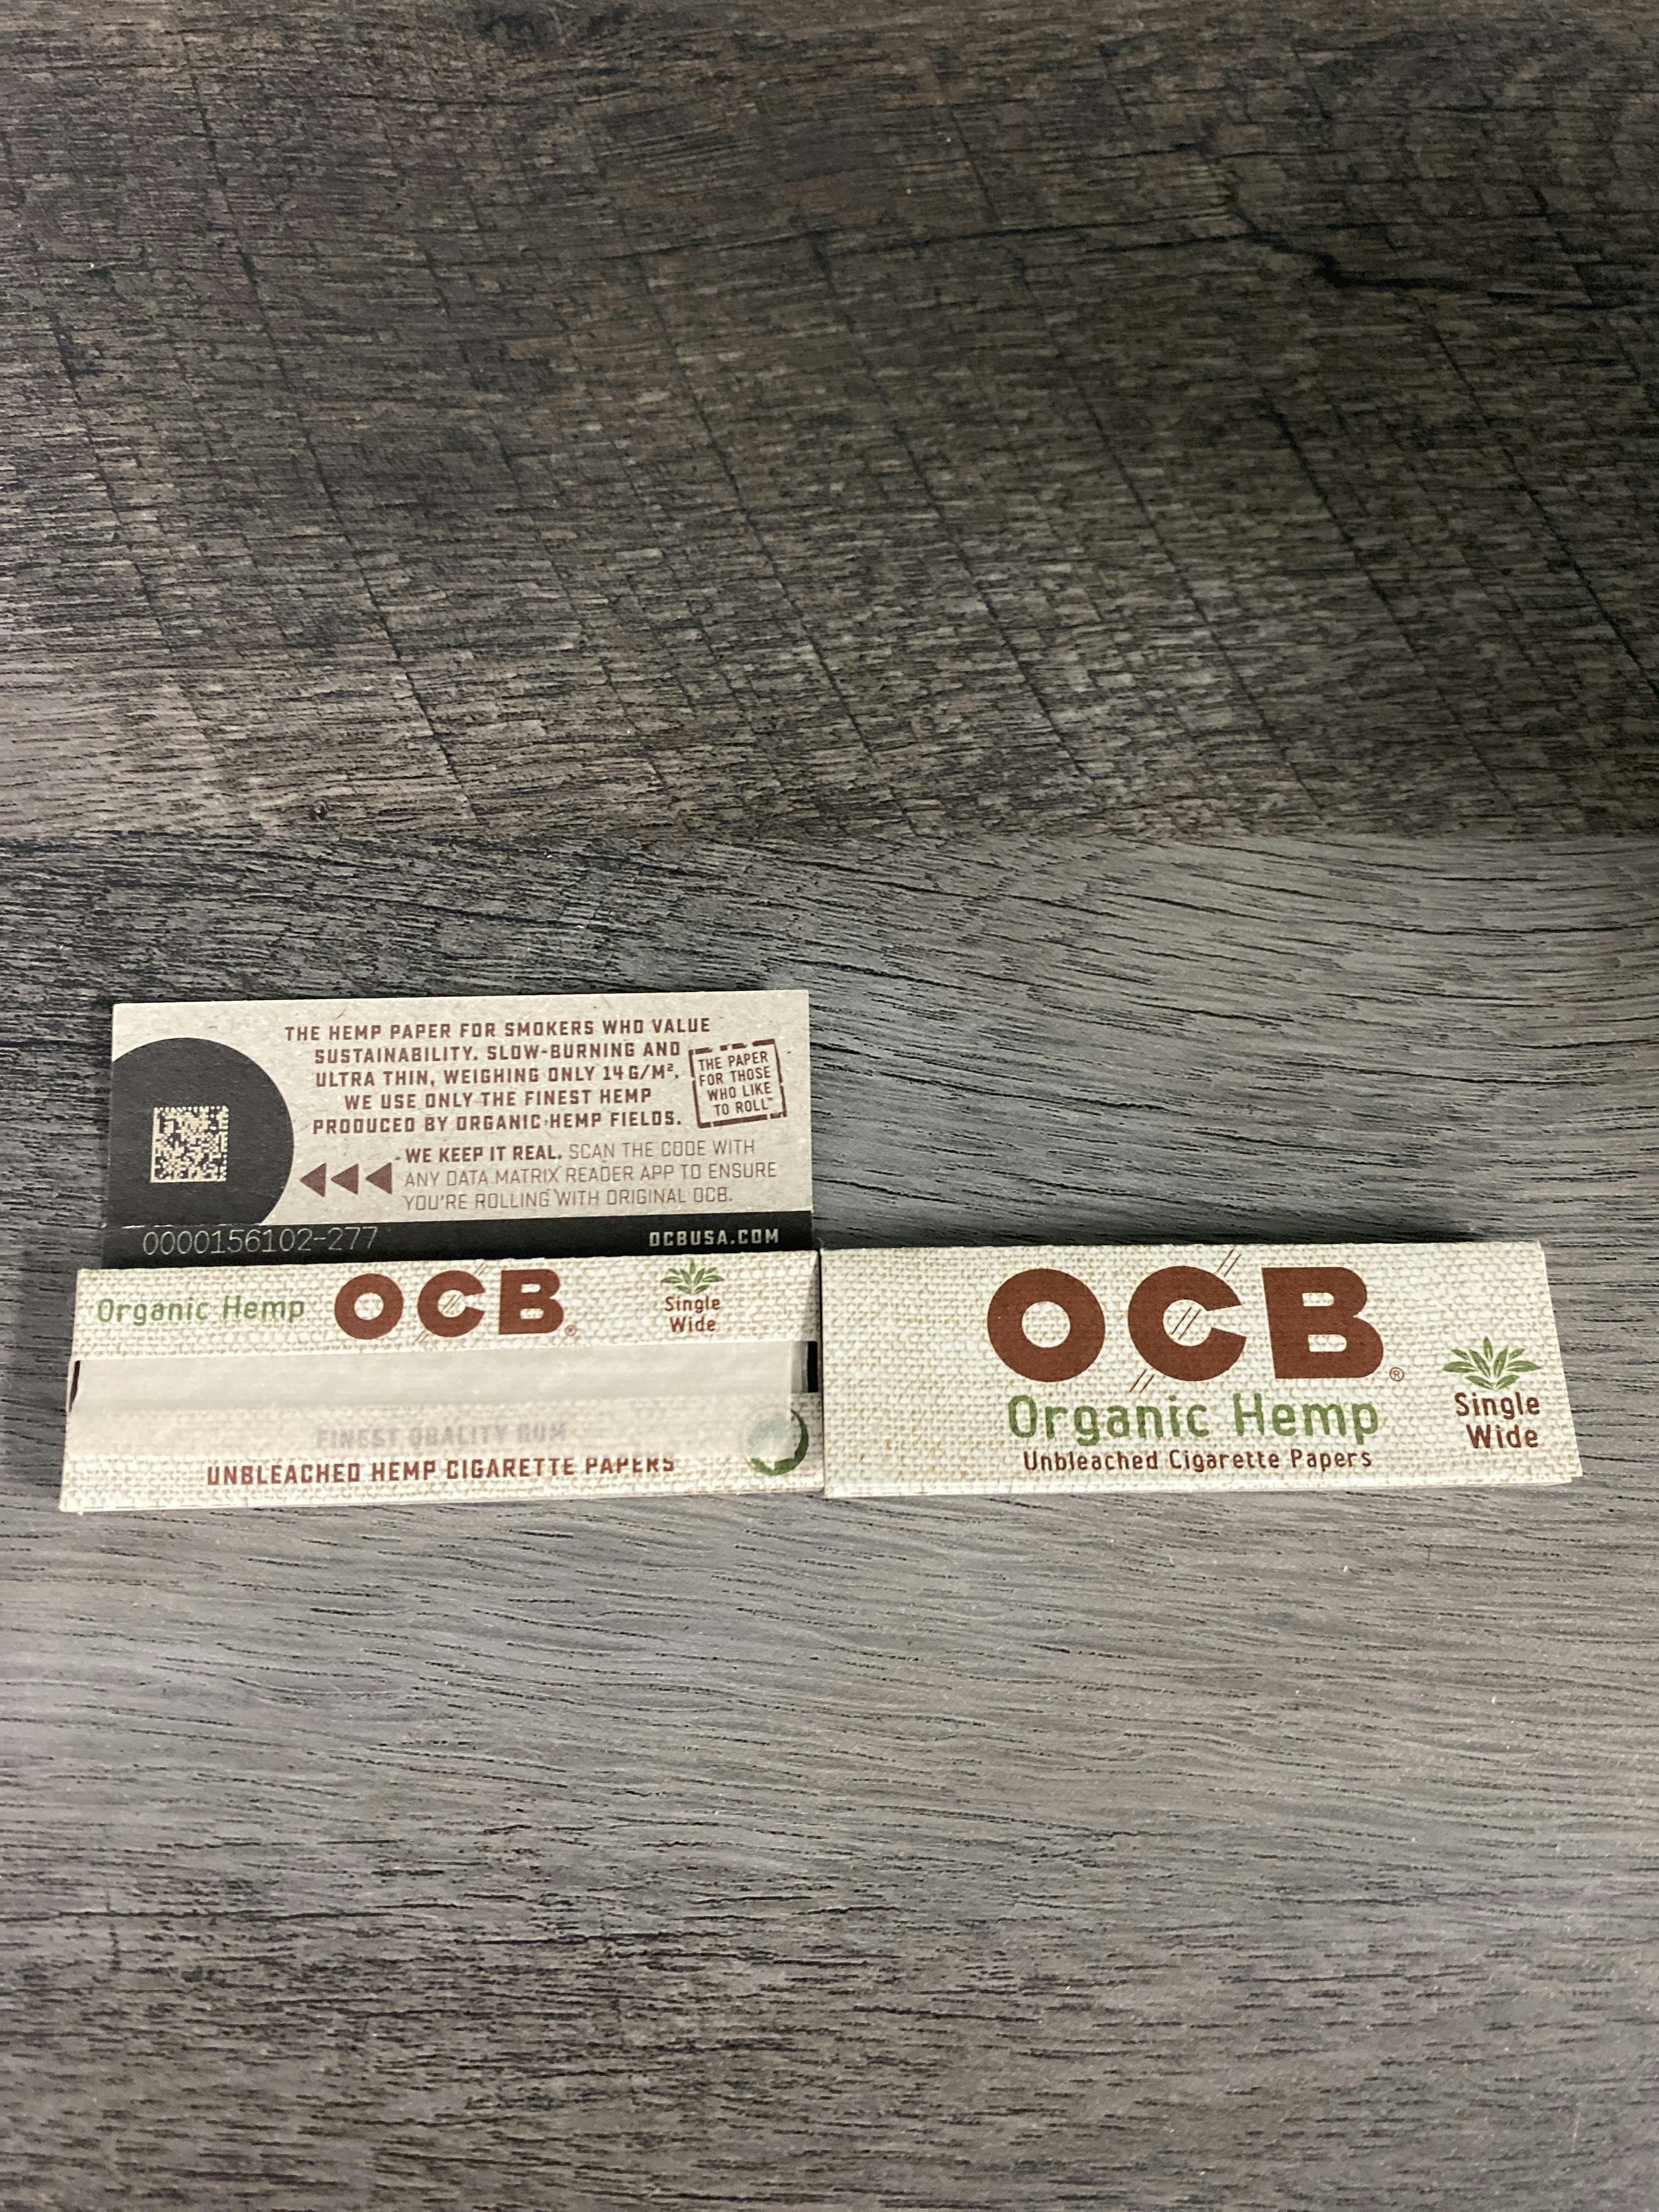 THE HEMP PAPER FOR SMOKERS WHO VALUE
SUSTAINABILITY. SLOW-BURNING AND
ULTRA THIN, WEIGHING ONLY 14 G/M².
WE USE ONLY THE FINEST HEMP
PRODUCED BY ORGANIC HEMP FIELDS.
THE PAPER
FOR THOSE
WHO LIKE
TO ROLL™
WE KEEP IT REAL. SCAN THE CODE WITH
ANY DATA MATRIX READER APP TO ENSURE
YOU'RE ROLLING WITH ORIGINAL OCB.
0000156102-277
OCBUSA.COM
Organic Hemp
OCB®
Single
Wide
FINEST QUALITY GUM
UNBLEACHED HEMP CIGARETTE PAPERS
OCB®
Organic Hemp
Unbleached Cigarette Papers
Single
Wide